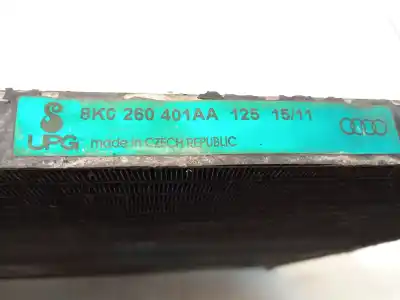 8K0 260 401AA 125 15/11
UPG made in CZECH REPUBLIC